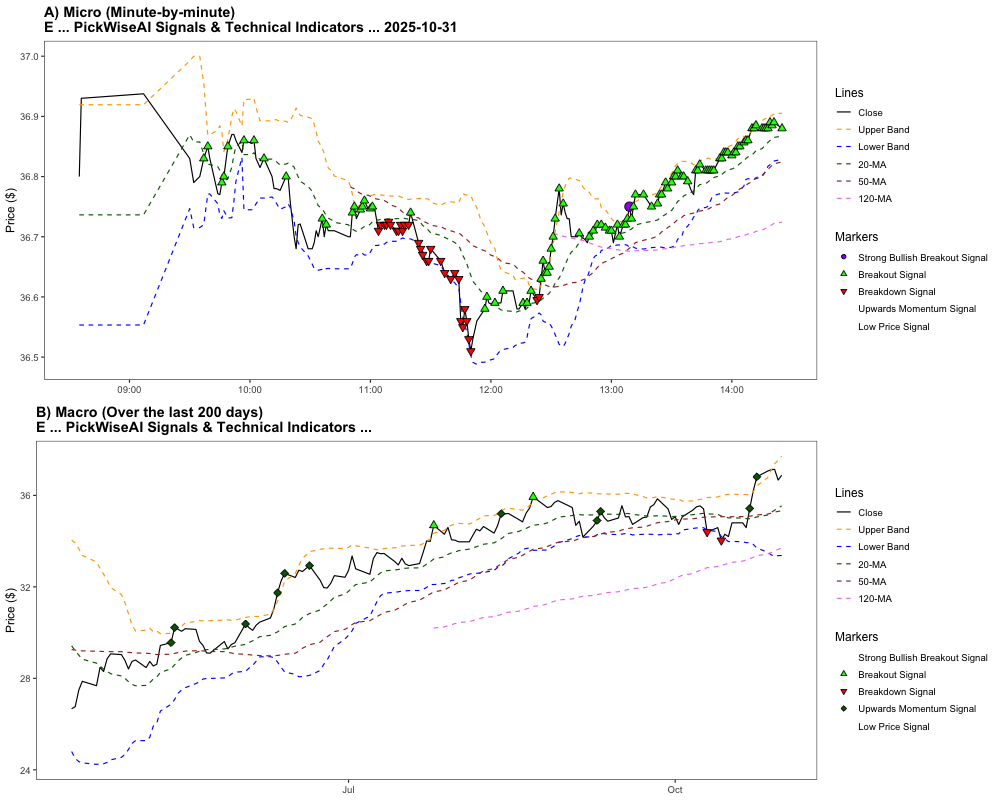 A) Micro (Minute-by-minute)
E ... PickWiseAI Signals & Technical Indicators ... 2025-10-31
Price ($)
37.0
36.9
36.8
36.7
36.6
36.5
09:00
10:00
11:00
12:00
13:00
14:00
Lines
Close
Upper Band
Lower Band
20-MA
50-MA
120-MA
Markers
Strong Bullish Breakout Signal
Breakout Signal
Breakdown Signal
Upwards Momentum Signal
Low Price Signal
B) Macro (Over the last 200 days)
E ... PickWiseAI Signals & Technical Indicators ...
Price ($)
36
32
28
24
Jul
Oct
Lines
Close
Upper Band
Lower Band
20-MA
50-MA
120-MA
Markers
Strong Bullish Breakout Signal
Breakout Signal
Breakdown Signal
Upwards Momentum Signal
Low Price Signal